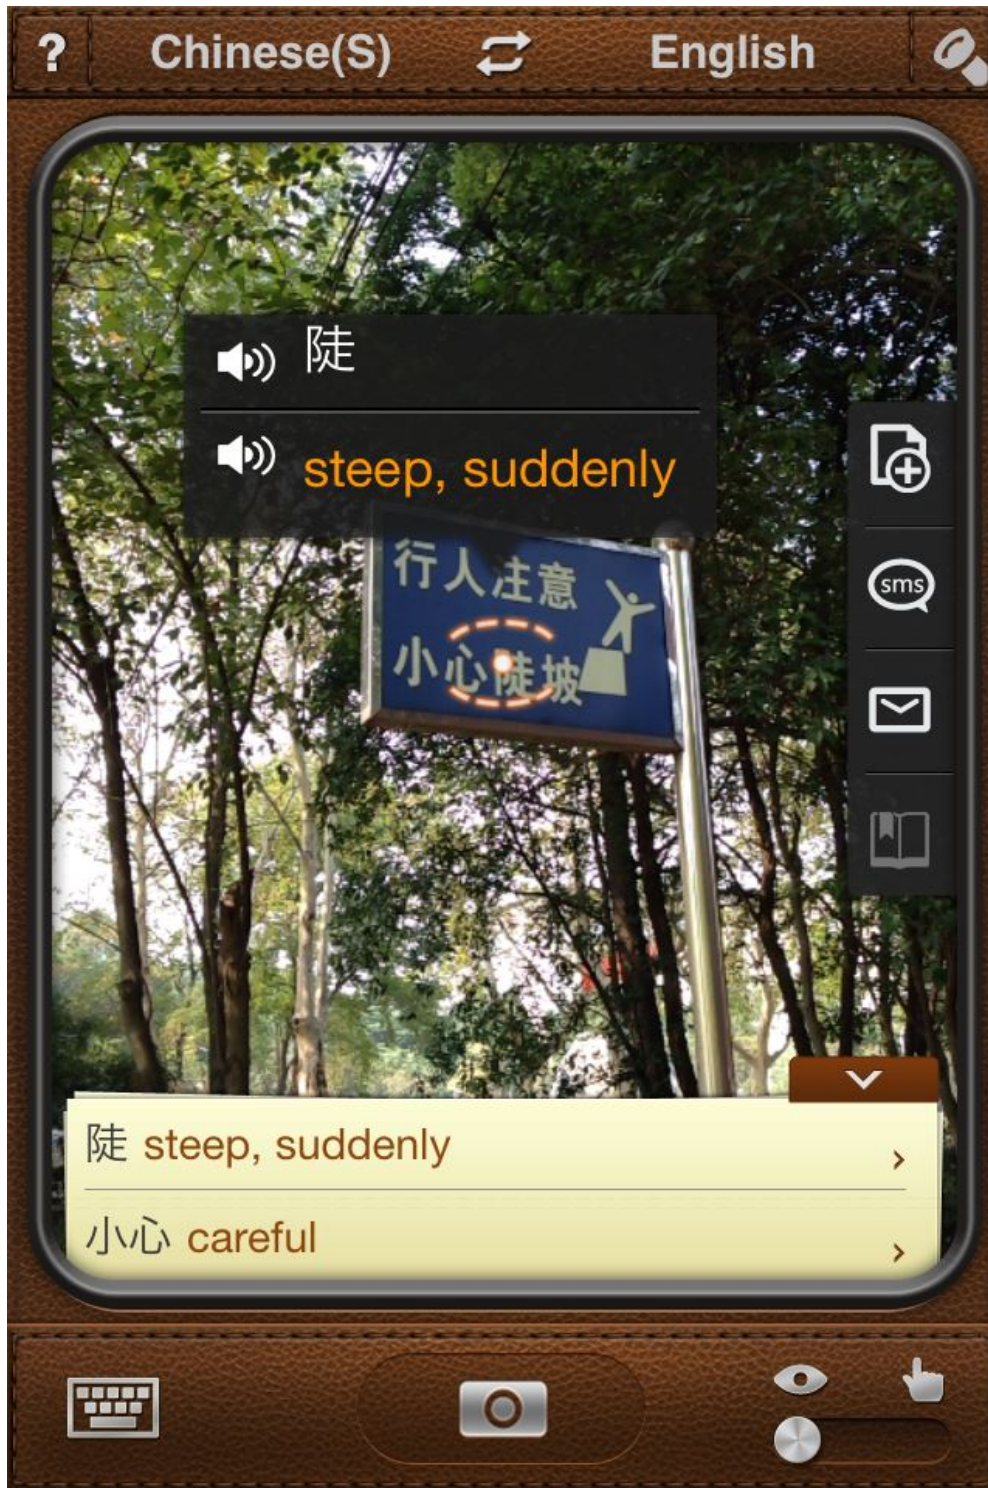 ?
Chinese(S)
English
陡
steep, suddenly
行人注意
小心陡坡
sms
陡 steep, suddenly
小心 careful